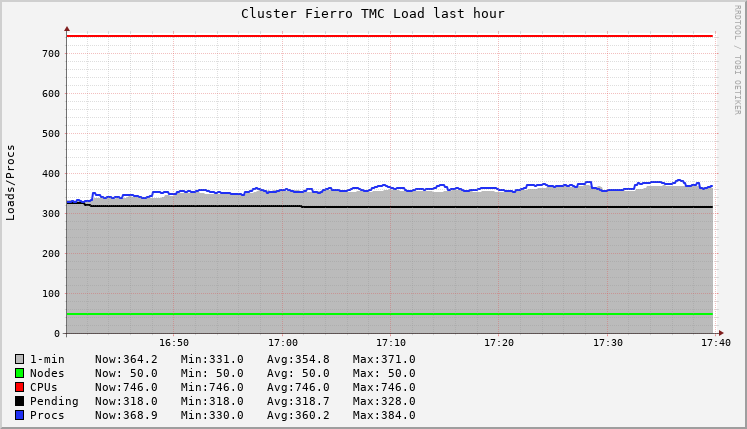 Cluster Fierro TMC Load last hour
RRDTOOL / TOBI OETIKER
Loads/Procs
700
600
500
400
300
200
100
0
16:50 17:00 17:10 17:20 17:30 17:40
1-min Now:364.2 Min:331.0 Avg:354.8 Max:371.0
Nodes Now: 50.0 Min: 50.0 Avg: 50.0 Max: 50.0
CPUs Now:746.0 Min:746.0 Avg:746.0 Max:746.0
Pending Now:318.0 Min:318.0 Avg:318.7 Max:328.0
Procs Now:368.9 Min:330.0 Avg:360.2 Max:384.0